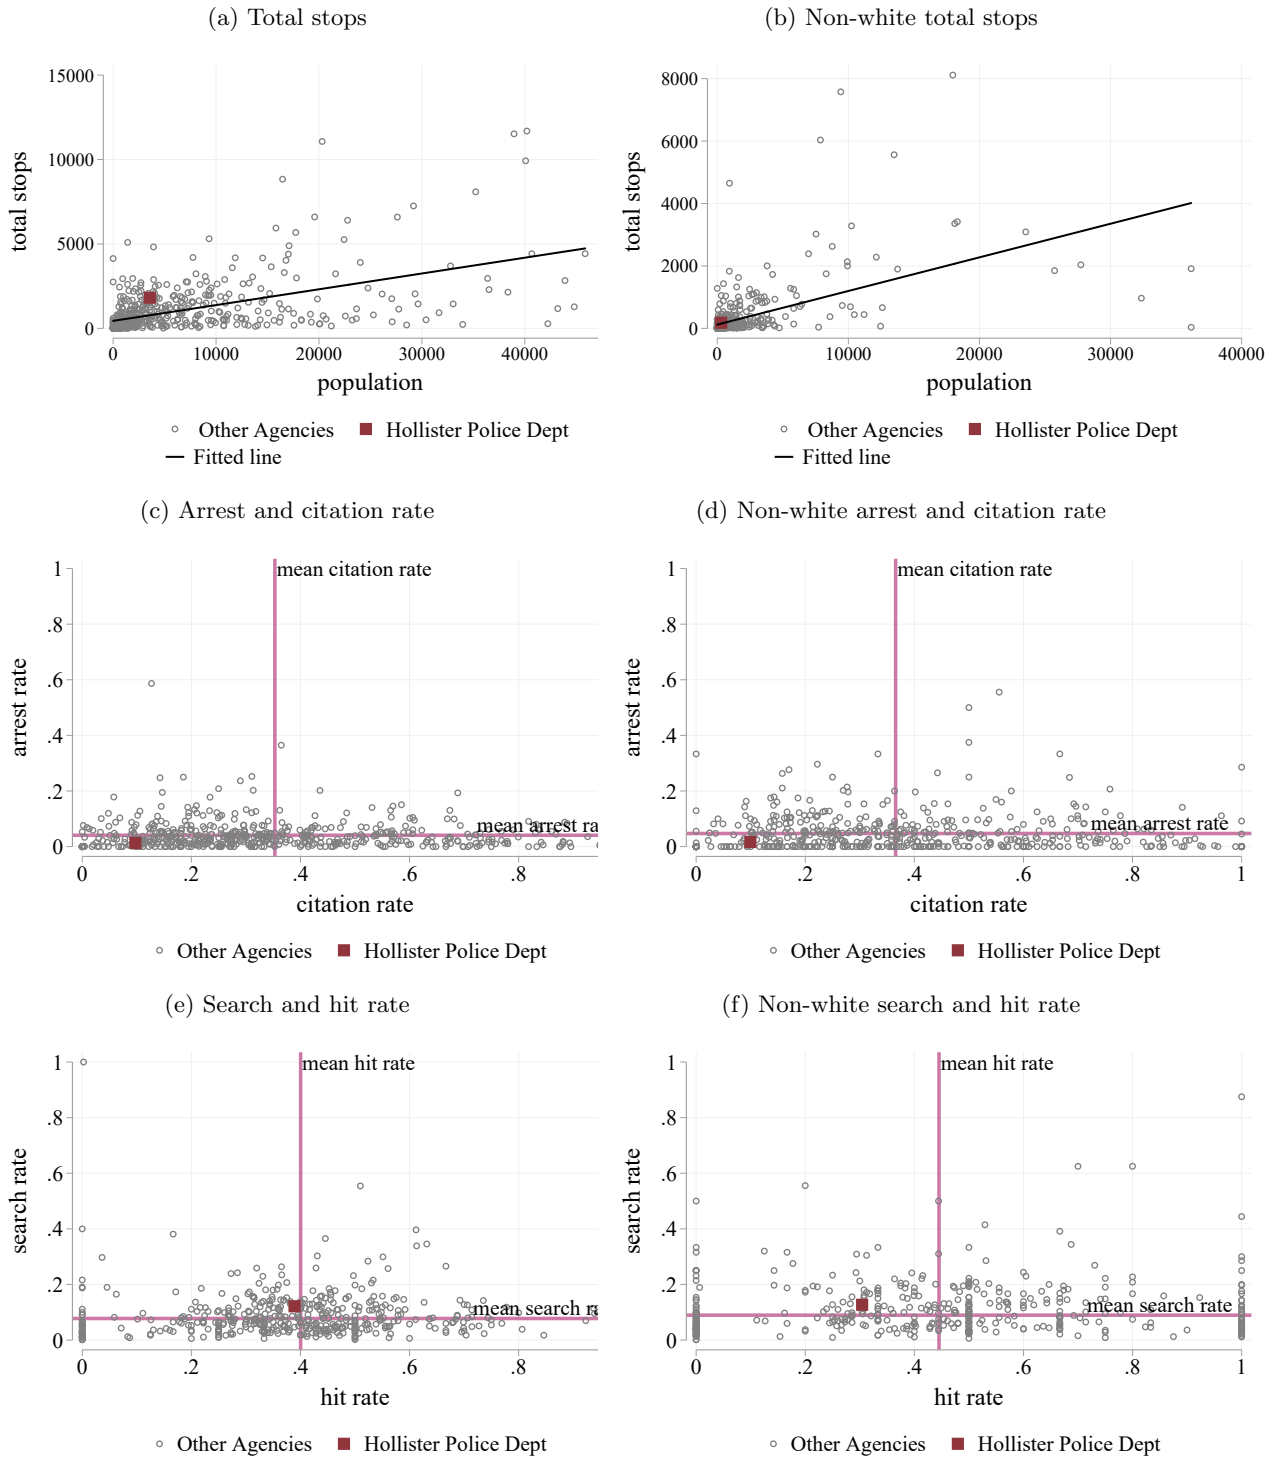 (a) Total stops
(b) Non-white total stops
15000
10000
5000
0
total stops
0 10000 20000 30000 40000
population
Other Agencies Hollister Police Dept
Fitted line
8000
6000
4000
2000
0
total stops
0 10000 20000 30000 40000
population
Other Agencies Hollister Police Dept
Fitted line
(c) Arrest and citation rate
(d) Non-white arrest and citation rate
mean citation rate
1
.8
.6
.4
.2
0
arrest rate
mean arrest ra
0 .2 .4 .6 .8
citation rate
Other Agencies Hollister Police Dept
mean citation rate
1
.8
.6
.4
.2
0
arrest rate
mean arrest rate
0 .2 .4 .6 .8 1
citation rate
Other Agencies Hollister Police Dept
(e) Search and hit rate
(f) Non-white search and hit rate
mean hit rate
1
.8
.6
.4
.2
0
search rate
mean search ra
0 .2 .4 .6 .8
hit rate
Other Agencies Hollister Police Dept
mean hit rate
1
.8
.6
.4
.2
0
search rate
mean search rate
0 .2 .4 .6 .8 1
hit rate
Other Agencies Hollister Police Dept